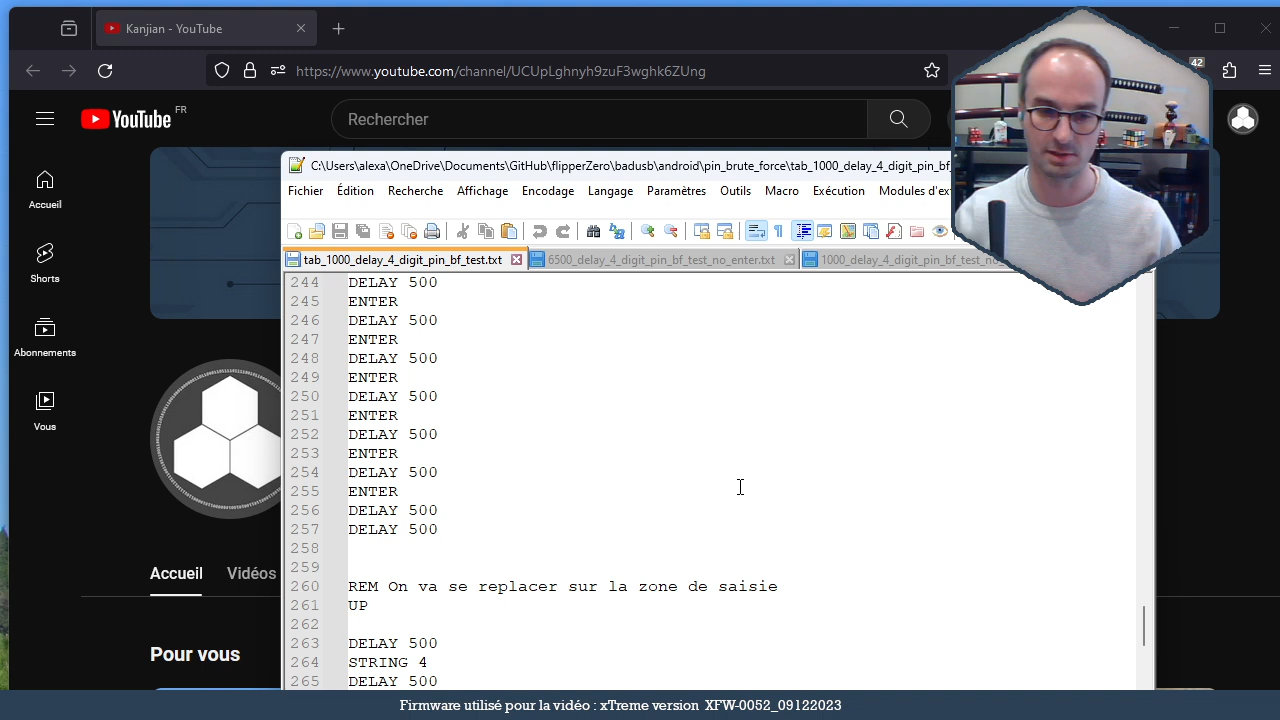 Kanjian - YouTube
https://www.youtube.com/channel/UCUpLghnyh9zuF3wghk6ZUng
42
YouTube FR
Rechercher
Accueil
Shorts
Abonnements
Vous
C:\Users\alexa\OneDrive\Documents\GitHub\flipperZero\badusb\android\pin_brute_force\tab_1000_delay_4_digit_pin_bf_
Fichier Édition Recherche Affichage Encodage Langage Paramètres Outils Macro Exécution Modules d'ex
tab_1000_delay_4_digit_pin_bf_test.txt 6500_delay_4_digit_pin_bf_test_no_enter.txt 1000_delay_4_digit_pin_bf_test_no_
244 DELAY 500
245 ENTER
246 DELAY 500
247 ENTER
248 DELAY 500
249 ENTER
250 DELAY 500
251 ENTER
252 DELAY 500
253 ENTER
254 DELAY 500
255 ENTER
256 DELAY 500
257 DELAY 500
258
259
260 REM On va se replacer sur la zone de saisie
261 UP
262
263 DELAY 500
264 STRING 4
265 DELAY 500
Accueil Vidéos
Pour vous
Firmware utilisé pour la vidéo : xTreme version XFW-0052_09122023